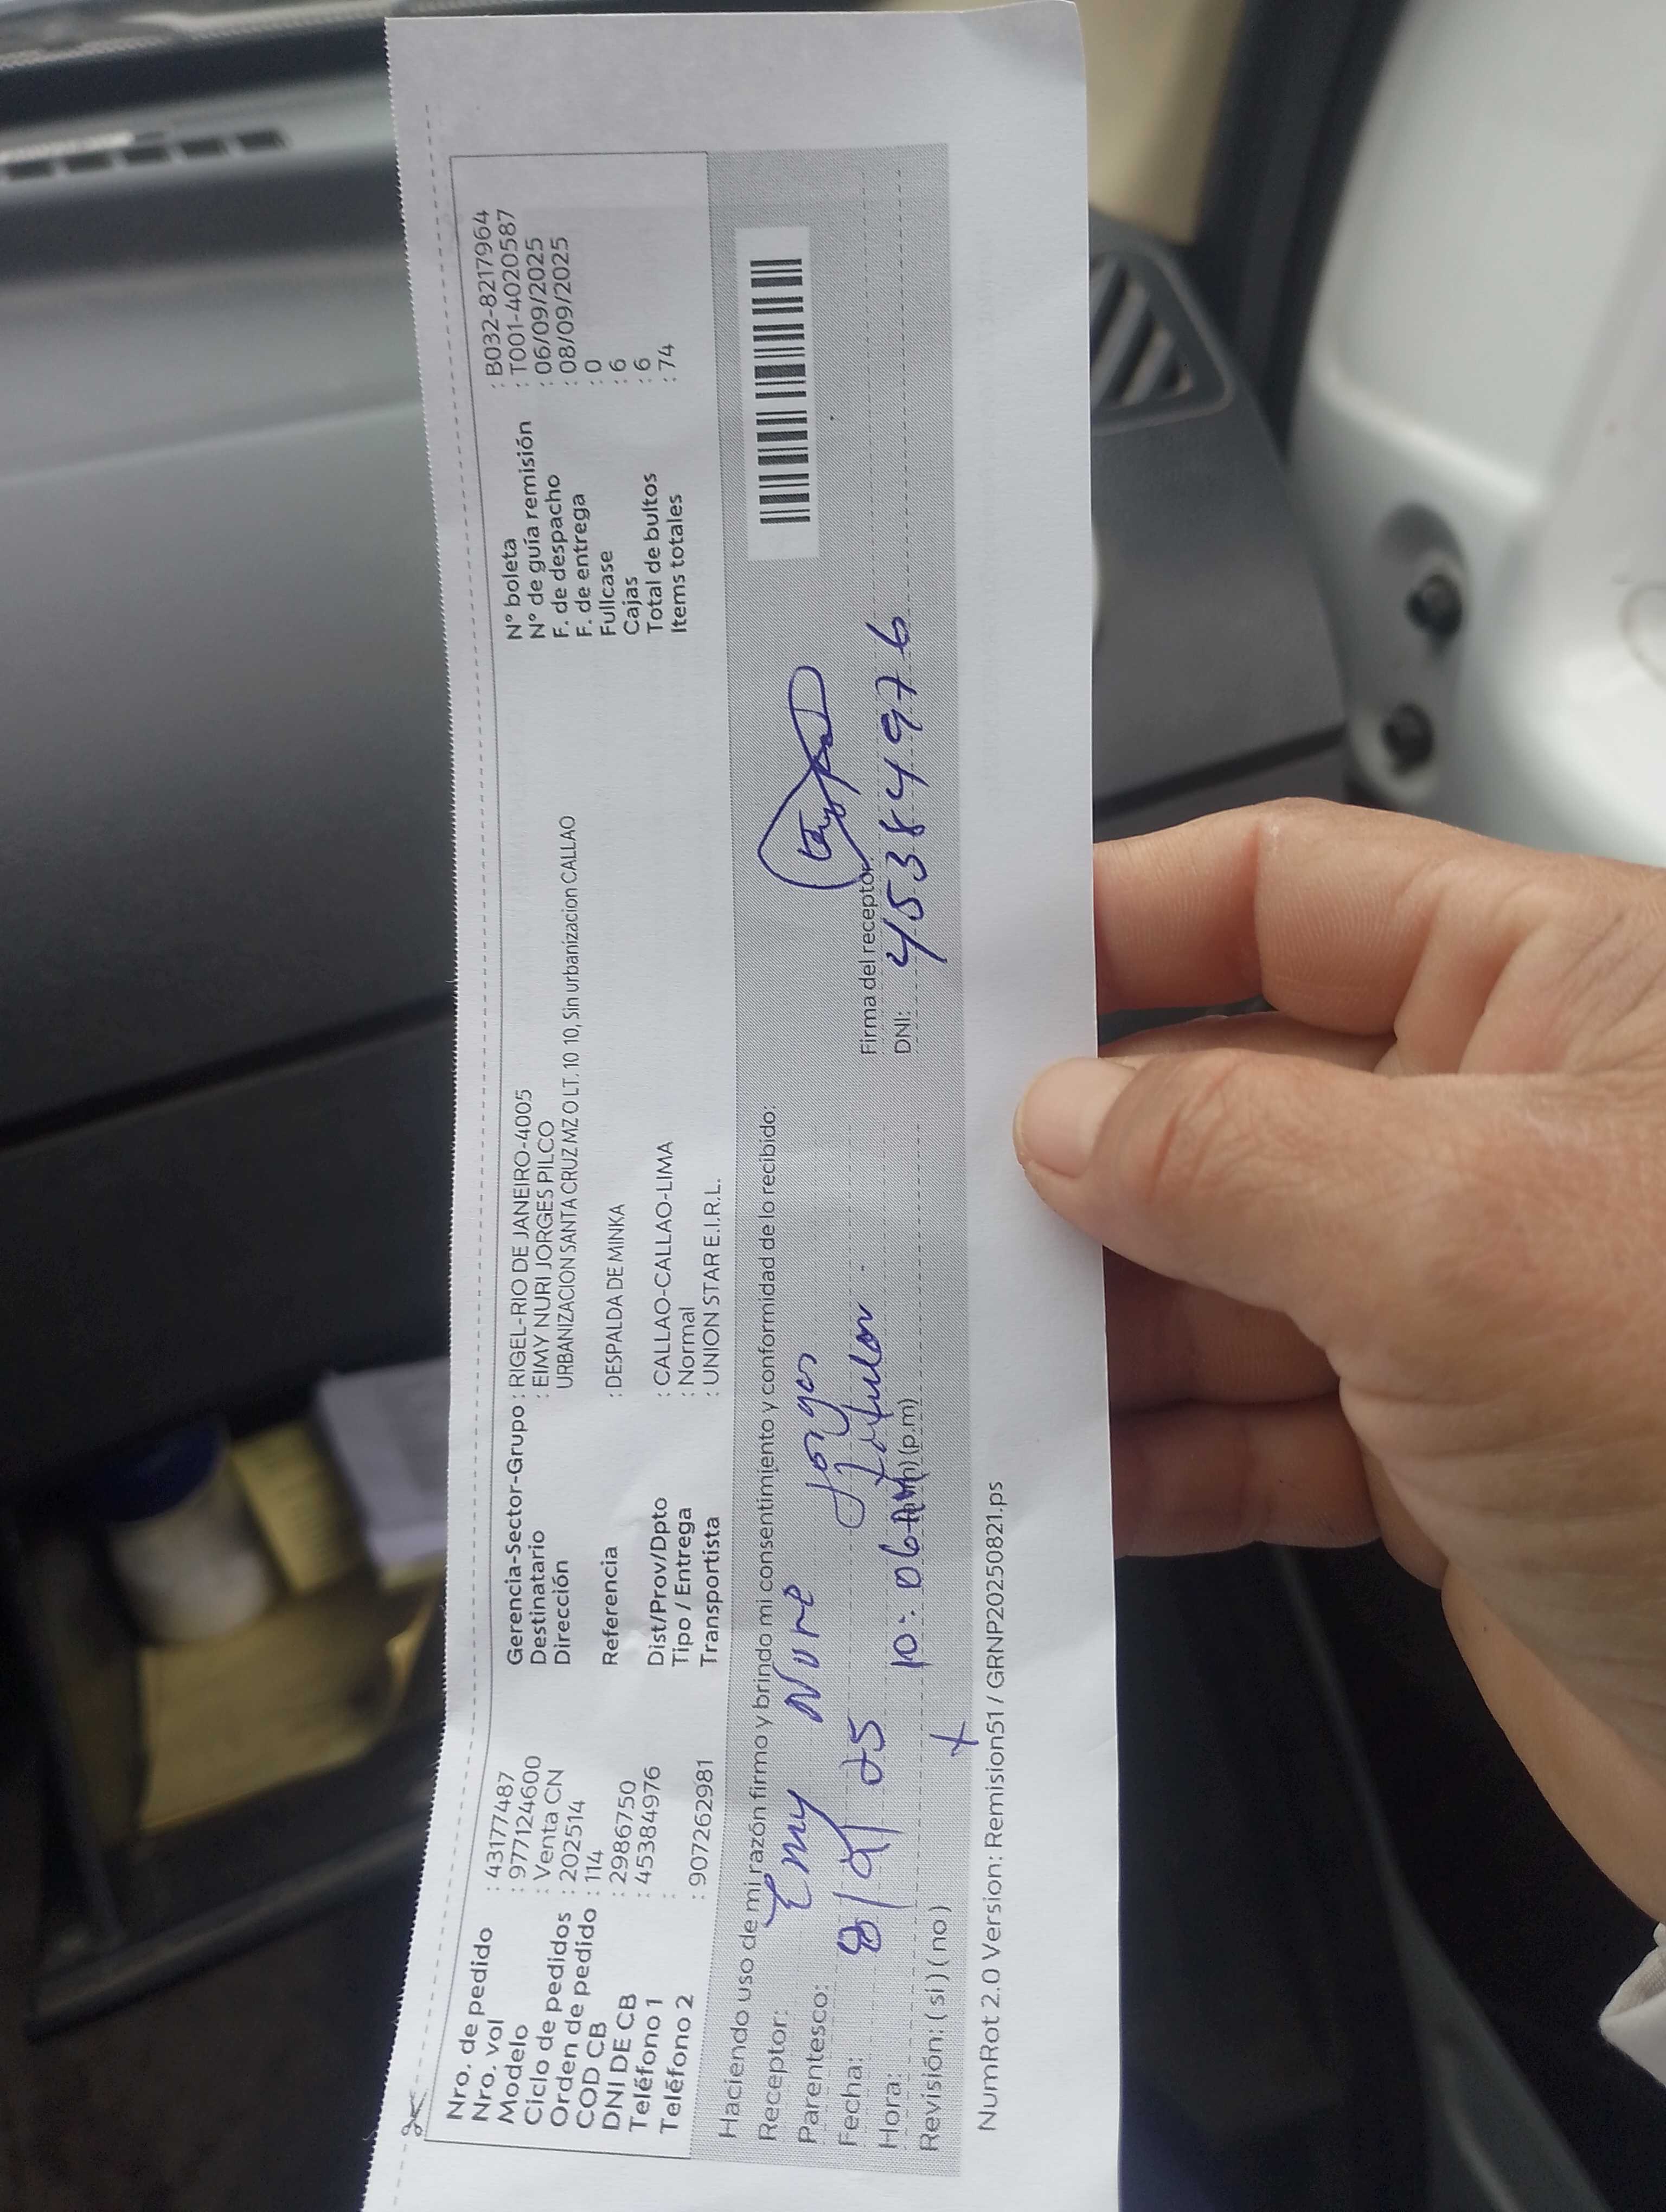 Nro. de pedido : 43177487
Nro. vol : 977124600
Modelo : Venta CN
Ciclo de pedidos : 202514
Orden de pedido : 114
COD CB : 2986750
DNI DE CB : 45384976
Teléfono 1 :
Teléfono 2 : 907262981
Gerencia-Sector-Grupo : RIGEL-RIO DE JANEIRO-4005
Destinatario : EIMY NURI JORGES PILCO
Dirección URBANIZACION SANTA CRUZ MZ O LT. 10 10, Sin urbanizacion CALLAO
Referencia : DESPALDA DE MINKA
Dist/Prov/Dpto : CALLAO-CALLAO-LIMA
Tipo / Entrega : Normal
Transportista : UNION STAR E.I.R.L.
N° boleta : B032-8217964
N° de guía remisión : T001-4020587
F. de despacho : 06/09/2025
F. de entrega : 08/09/2025
Fullcase : 0
Cajas : 6
Total de bultos : 6
Items totales : 74
Haciendo uso de mi razón firmo y brindo mi consentimiento y conformidad de lo recibido:
Receptor: Emy Nure Jorges
Parentesco: Titular
Fecha: 8/9/25
Hora: 10:06 AM (p.m)
Revisión: (si) (no) X
Firma del receptor
DNI: 45384976
NumRot 2.0 Version: Remision51 / GRNP20250821.ps